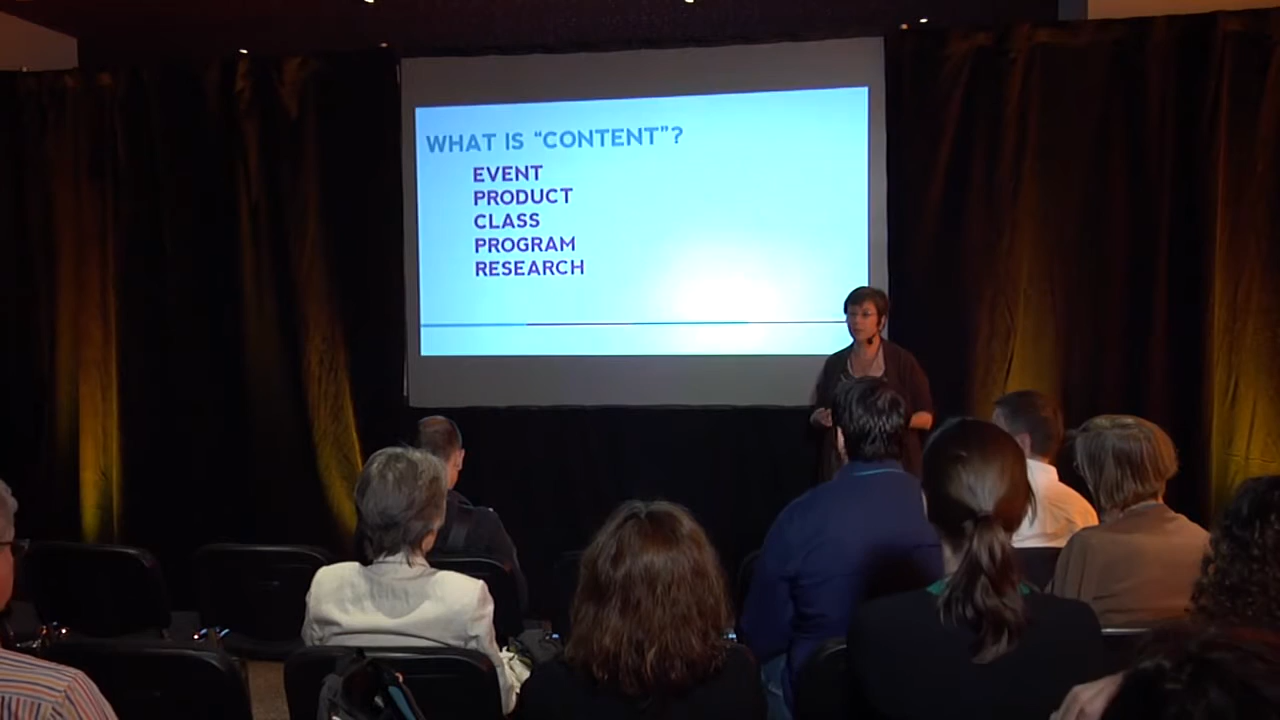 WHAT IS “CONTENT”?
EVENT
PRODUCT
CLASS
PROGRAM
RESEARCH